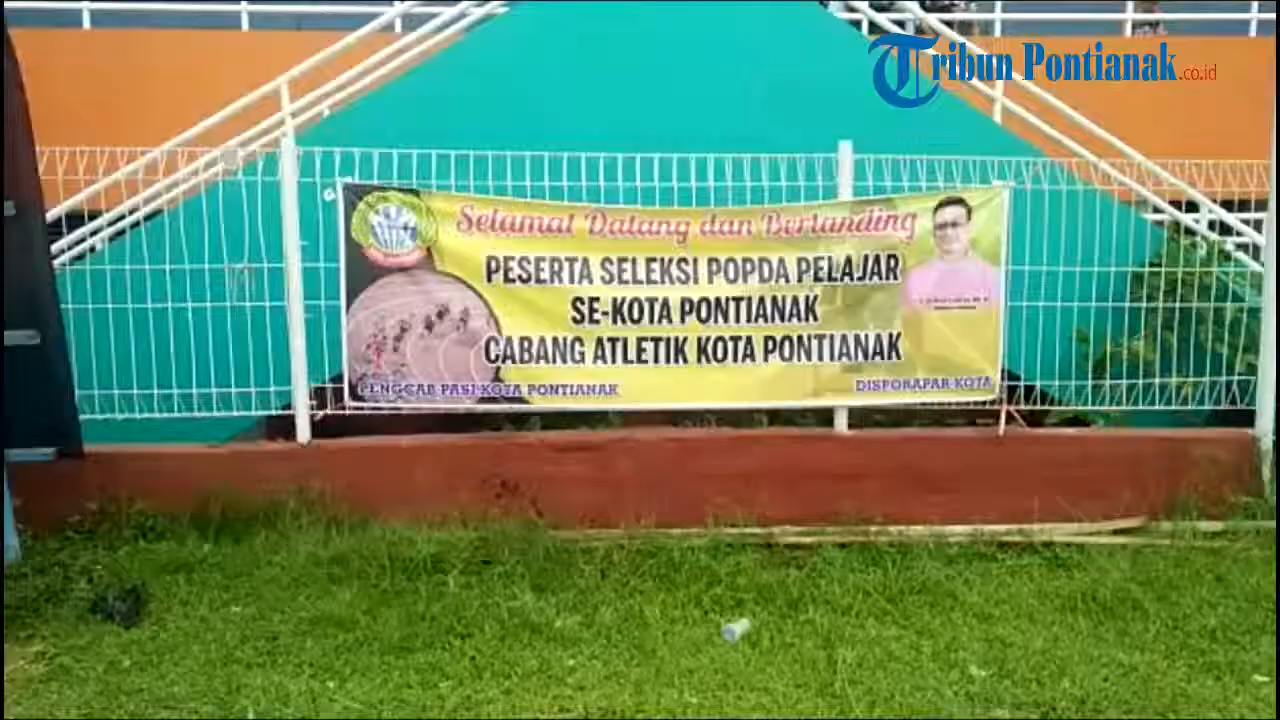 Tribun Pontianak.co.id
Selamat Datang dan Bertanding
PESERTA SELEKSI POPDA PELAJAR
SE-KOTA PONTIANAK
CABANG ATLETIK KOTA PONTIANAK
PENGCAB PASI KOTA PONTIANAK
DISPORAPAR KOTA